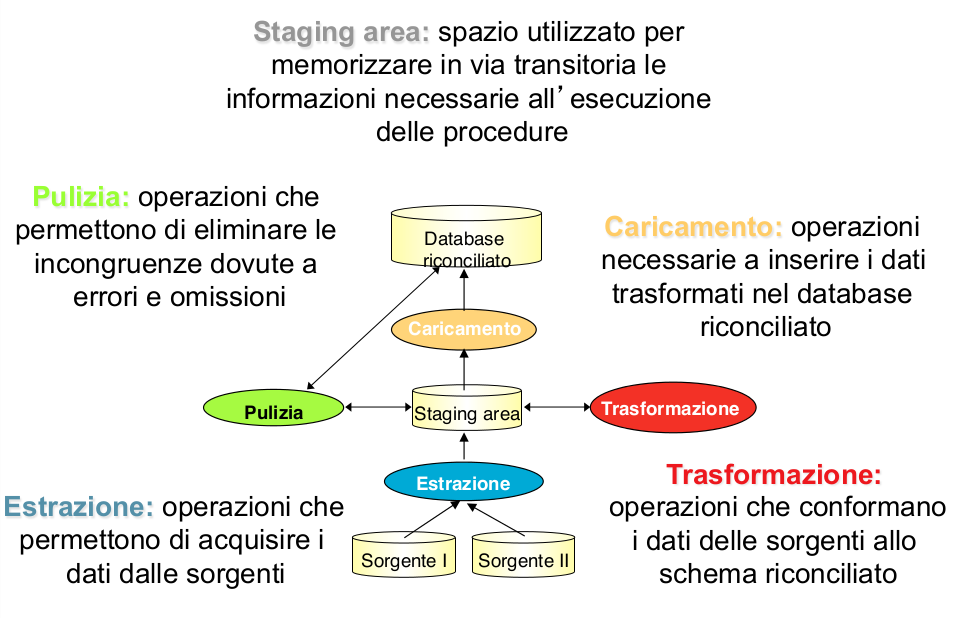 Staging area: spazio utilizzato per
memorizzare in via transitoria le
informazioni necessarie all’esecuzione
delle procedure
Pulizia: operazioni che
permettono di eliminare le
incongruenze dovute a
errori e omissioni
Database
riconciliato
Caricamento: operazioni
necessarie a inserire i dati
trasformati nel database
riconciliato
Caricamento
Pulizia
Staging area
Trasformazione
Estrazione
Estrazione: operazioni che
permettono di acquisire i
dati dalle sorgenti
Sorgente I
Sorgente II
Trasformazione:
operazioni che conformano
i dati delle sorgenti allo
schema riconciliato